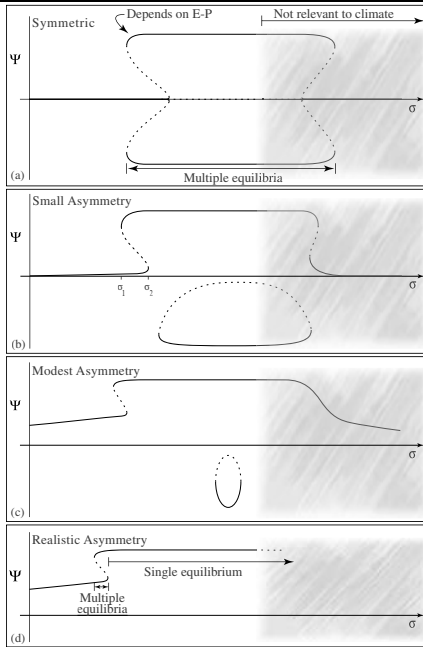 Symmetric
Depends on E-P
Not relevant to climate
Ψ
σ
(a)
Multiple equilibria
Small Asymmetry
Ψ
σ
σ1
σ2
(b)
Modest Asymmetry
Ψ
σ
(c)
Realistic Asymmetry
Ψ
Single equilibrium
Multiple
equilibria
σ
(d)